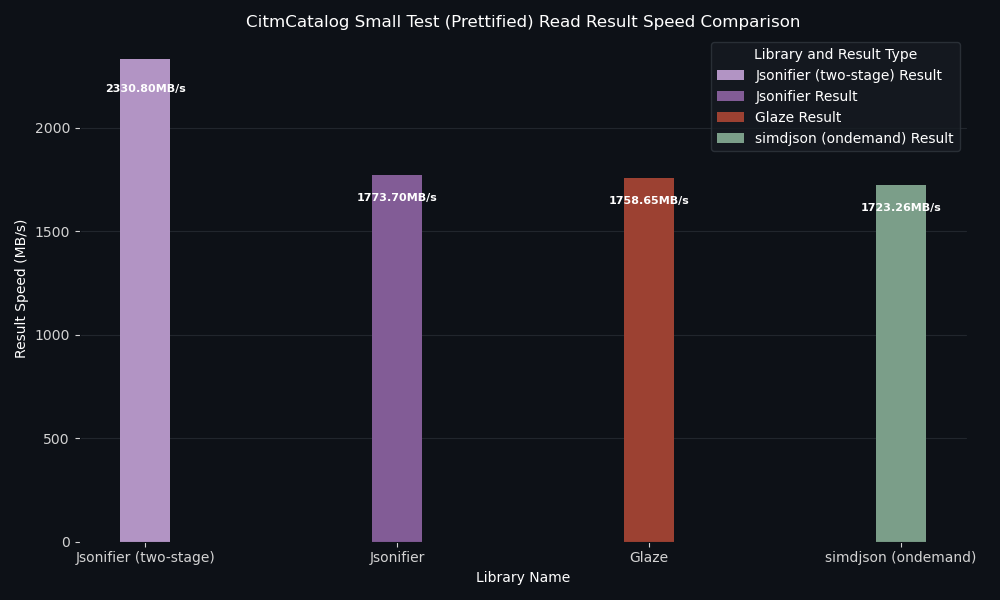 CitmCatalog Small Test (Prettified) Read Result Speed Comparison
Library and Result Type
Jsonifier (two-stage) Result
Jsonifier Result
Glaze Result
simdjson (ondemand) Result
2330.80MB/s
1773.70MB/s
1758.65MB/s
1723.26MB/s
Result Speed (MB/s)
2000
1500
1000
500
0
Jsonifier (two-stage)
Jsonifier
Glaze
simdjson (ondemand)
Library Name